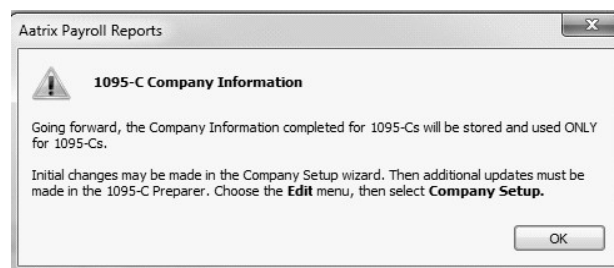 Aatrix Payroll Reports
1095-C Company Information
Going forward, the Company Information completed for 1095-Cs will be stored and used ONLY
for 1095-Cs.
Initial changes may be made in the Company Setup wizard. Then additional updates must be
made in the 1095-C Preparer. Choose the Edit menu, then select Company Setup.
OK